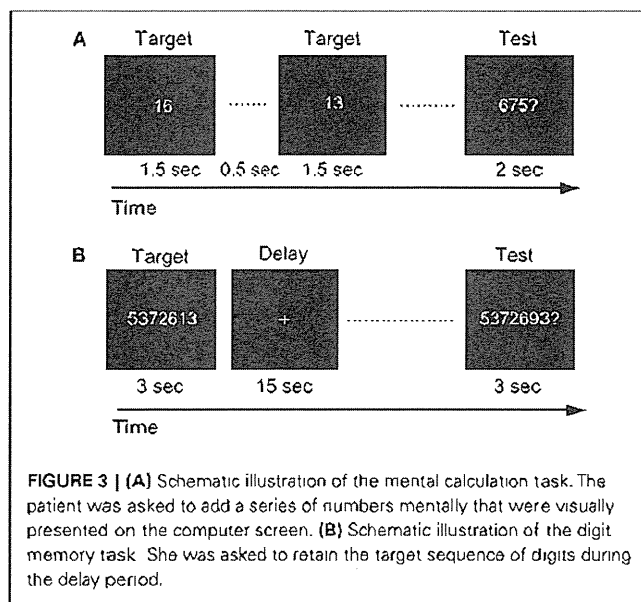 A Target Target Test
16 ...... 13 .......... 675?
1.5 sec 0.5 sec 1.5 sec 2 sec
Time
B Target Delay Test
5372613 + 5372693?
3 sec 15 sec 3 sec
Time
FIGURE 3 | (A) Schematic illustration of the mental calculation task. The
patient was asked to add a series of numbers mentally that were visually
presented on the computer screen. (B) Schematic illustration of the digit
memory task She was asked to retain the target sequence of digits during
the delay period.